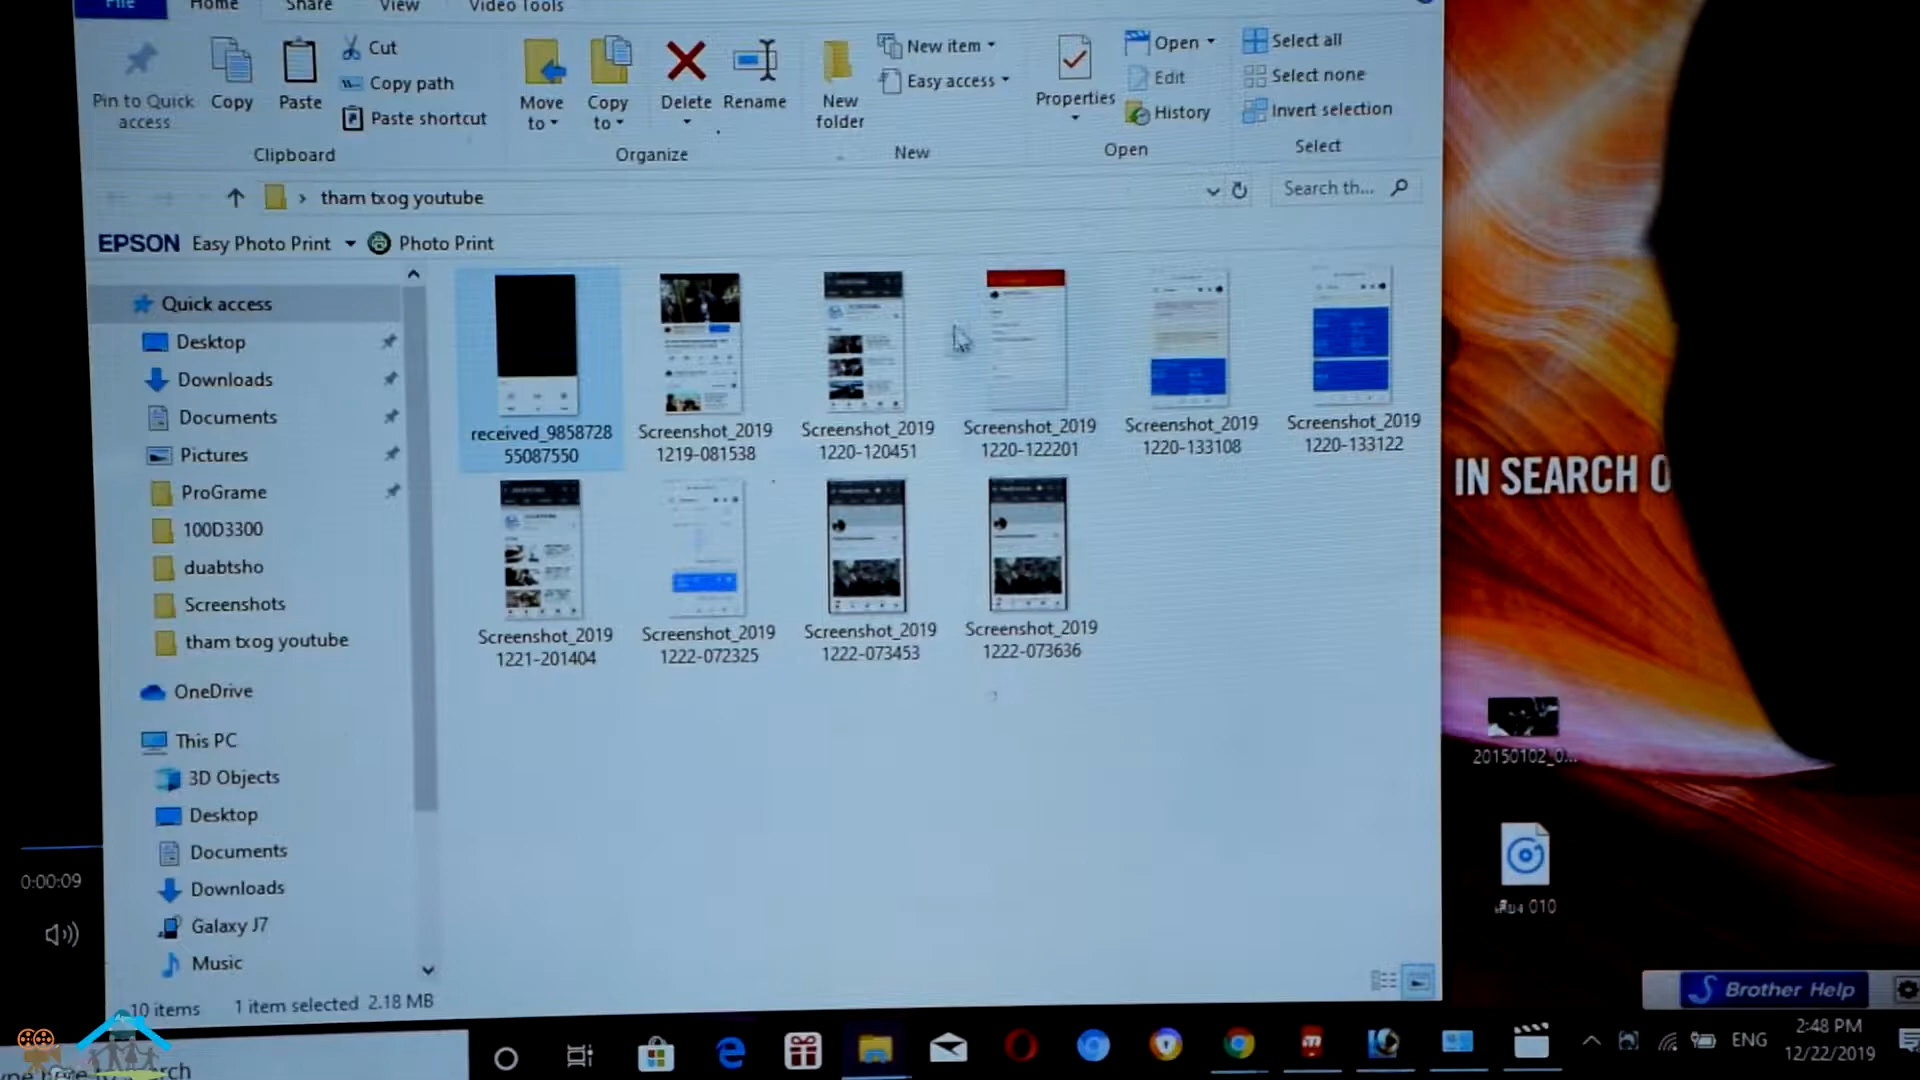 File Home Share View Video Tools
Cut
Copy path
Paste shortcut
Pin to Quick access
Copy
Paste
Move to
Copy to
Delete
Rename
New folder
New item
Easy access
Properties
Open
Edit
History
Select all
Select none
Invert selection
Clipboard
Organize
New
Open
Select
tham txog youtube
Search th...
EPSON Easy Photo Print Photo Print
Quick access
Desktop
Downloads
Documents
Pictures
ProGrame
100D3300
duabtsho
Screenshots
tham txog youtube
OneDrive
This PC
3D Objects
Desktop
Documents
Downloads
Galaxy J7
Music
received_9858728
55087550
Screenshot_2019
1219-081538
Screenshot_2019
1220-120451
Screenshot_2019
1220-122201
Screenshot_2019
1220-133108
Screenshot_2019
1220-133122
Screenshot_2019
1221-201404
Screenshot_2019
1222-072325
Screenshot_2019
1222-073453
Screenshot_2019
1222-073636
IN SEARCH O
20150102_0...
010
0:00:09
10 items 1 item selected 2.18 MB
Brother Help
ENG
2:48 PM
12/22/2019